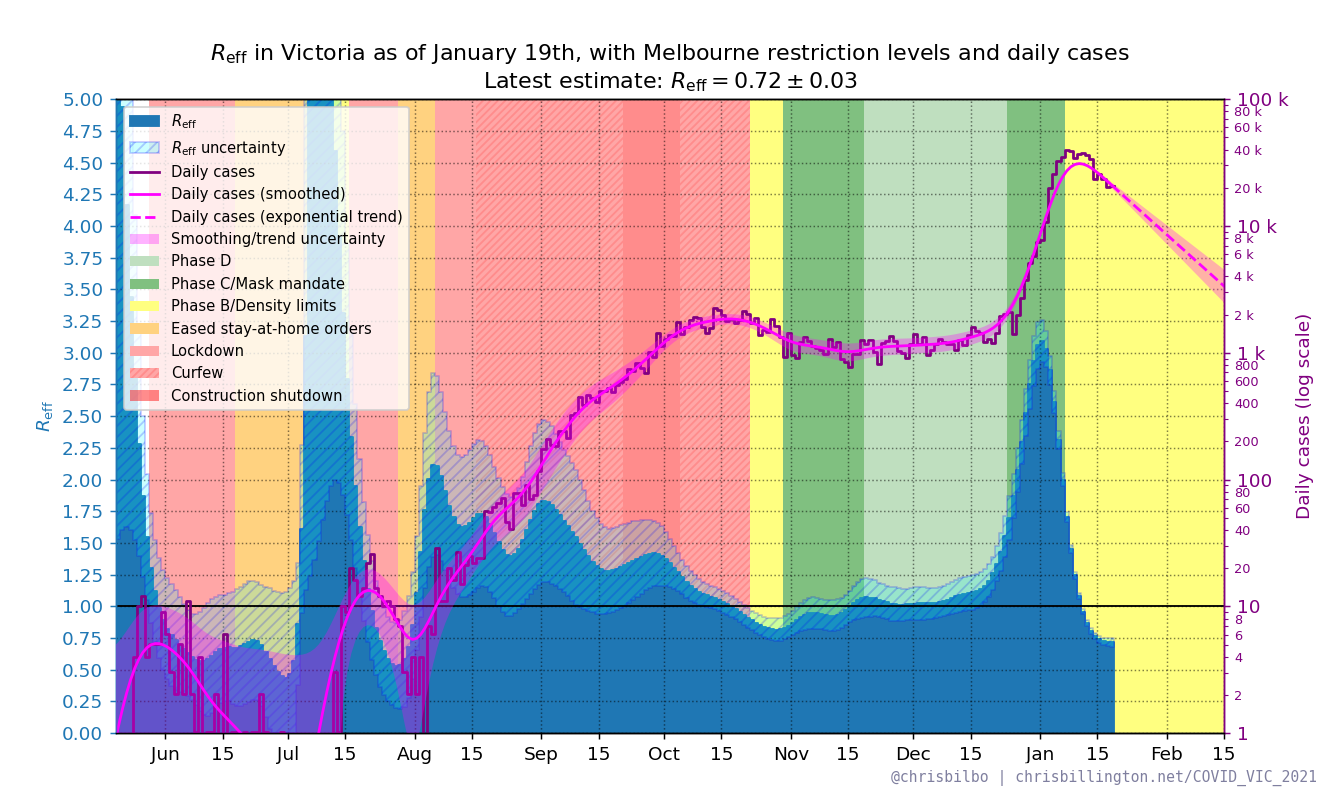 R_eff in Victoria as of January 19th, with Melbourne restriction levels and daily cases
Latest estimate: R_eff = 0.72 ± 0.03
R_eff
R_eff uncertainty
Daily cases
Daily cases (smoothed)
Daily cases (exponential trend)
Smoothing/trend uncertainty
Phase D
Phase C/Mask mandate
Phase B/Density limits
Eased stay-at-home orders
Lockdown
Curfew
Construction shutdown
R_eff
5.00
4.75
4.50
4.25
4.00
3.75
3.50
3.25
3.00
2.75
2.50
2.25
2.00
1.75
1.50
1.25
1.00
0.75
0.50
0.25
0.00
100 k
80 k
60 k
40 k
20 k
10 k
8 k
6 k
4 k
2 k
1 k
800
600
400
200
100
80
60
40
20
10
8
6
4
2
1
Daily cases (log scale)
Jun 15 Jul 15 Aug 15 Sep 15 Oct 15 Nov 15 Dec 15 Jan 15 Feb 15
@chrisbilbo | chrisbillington.net/COVID_VIC_2021